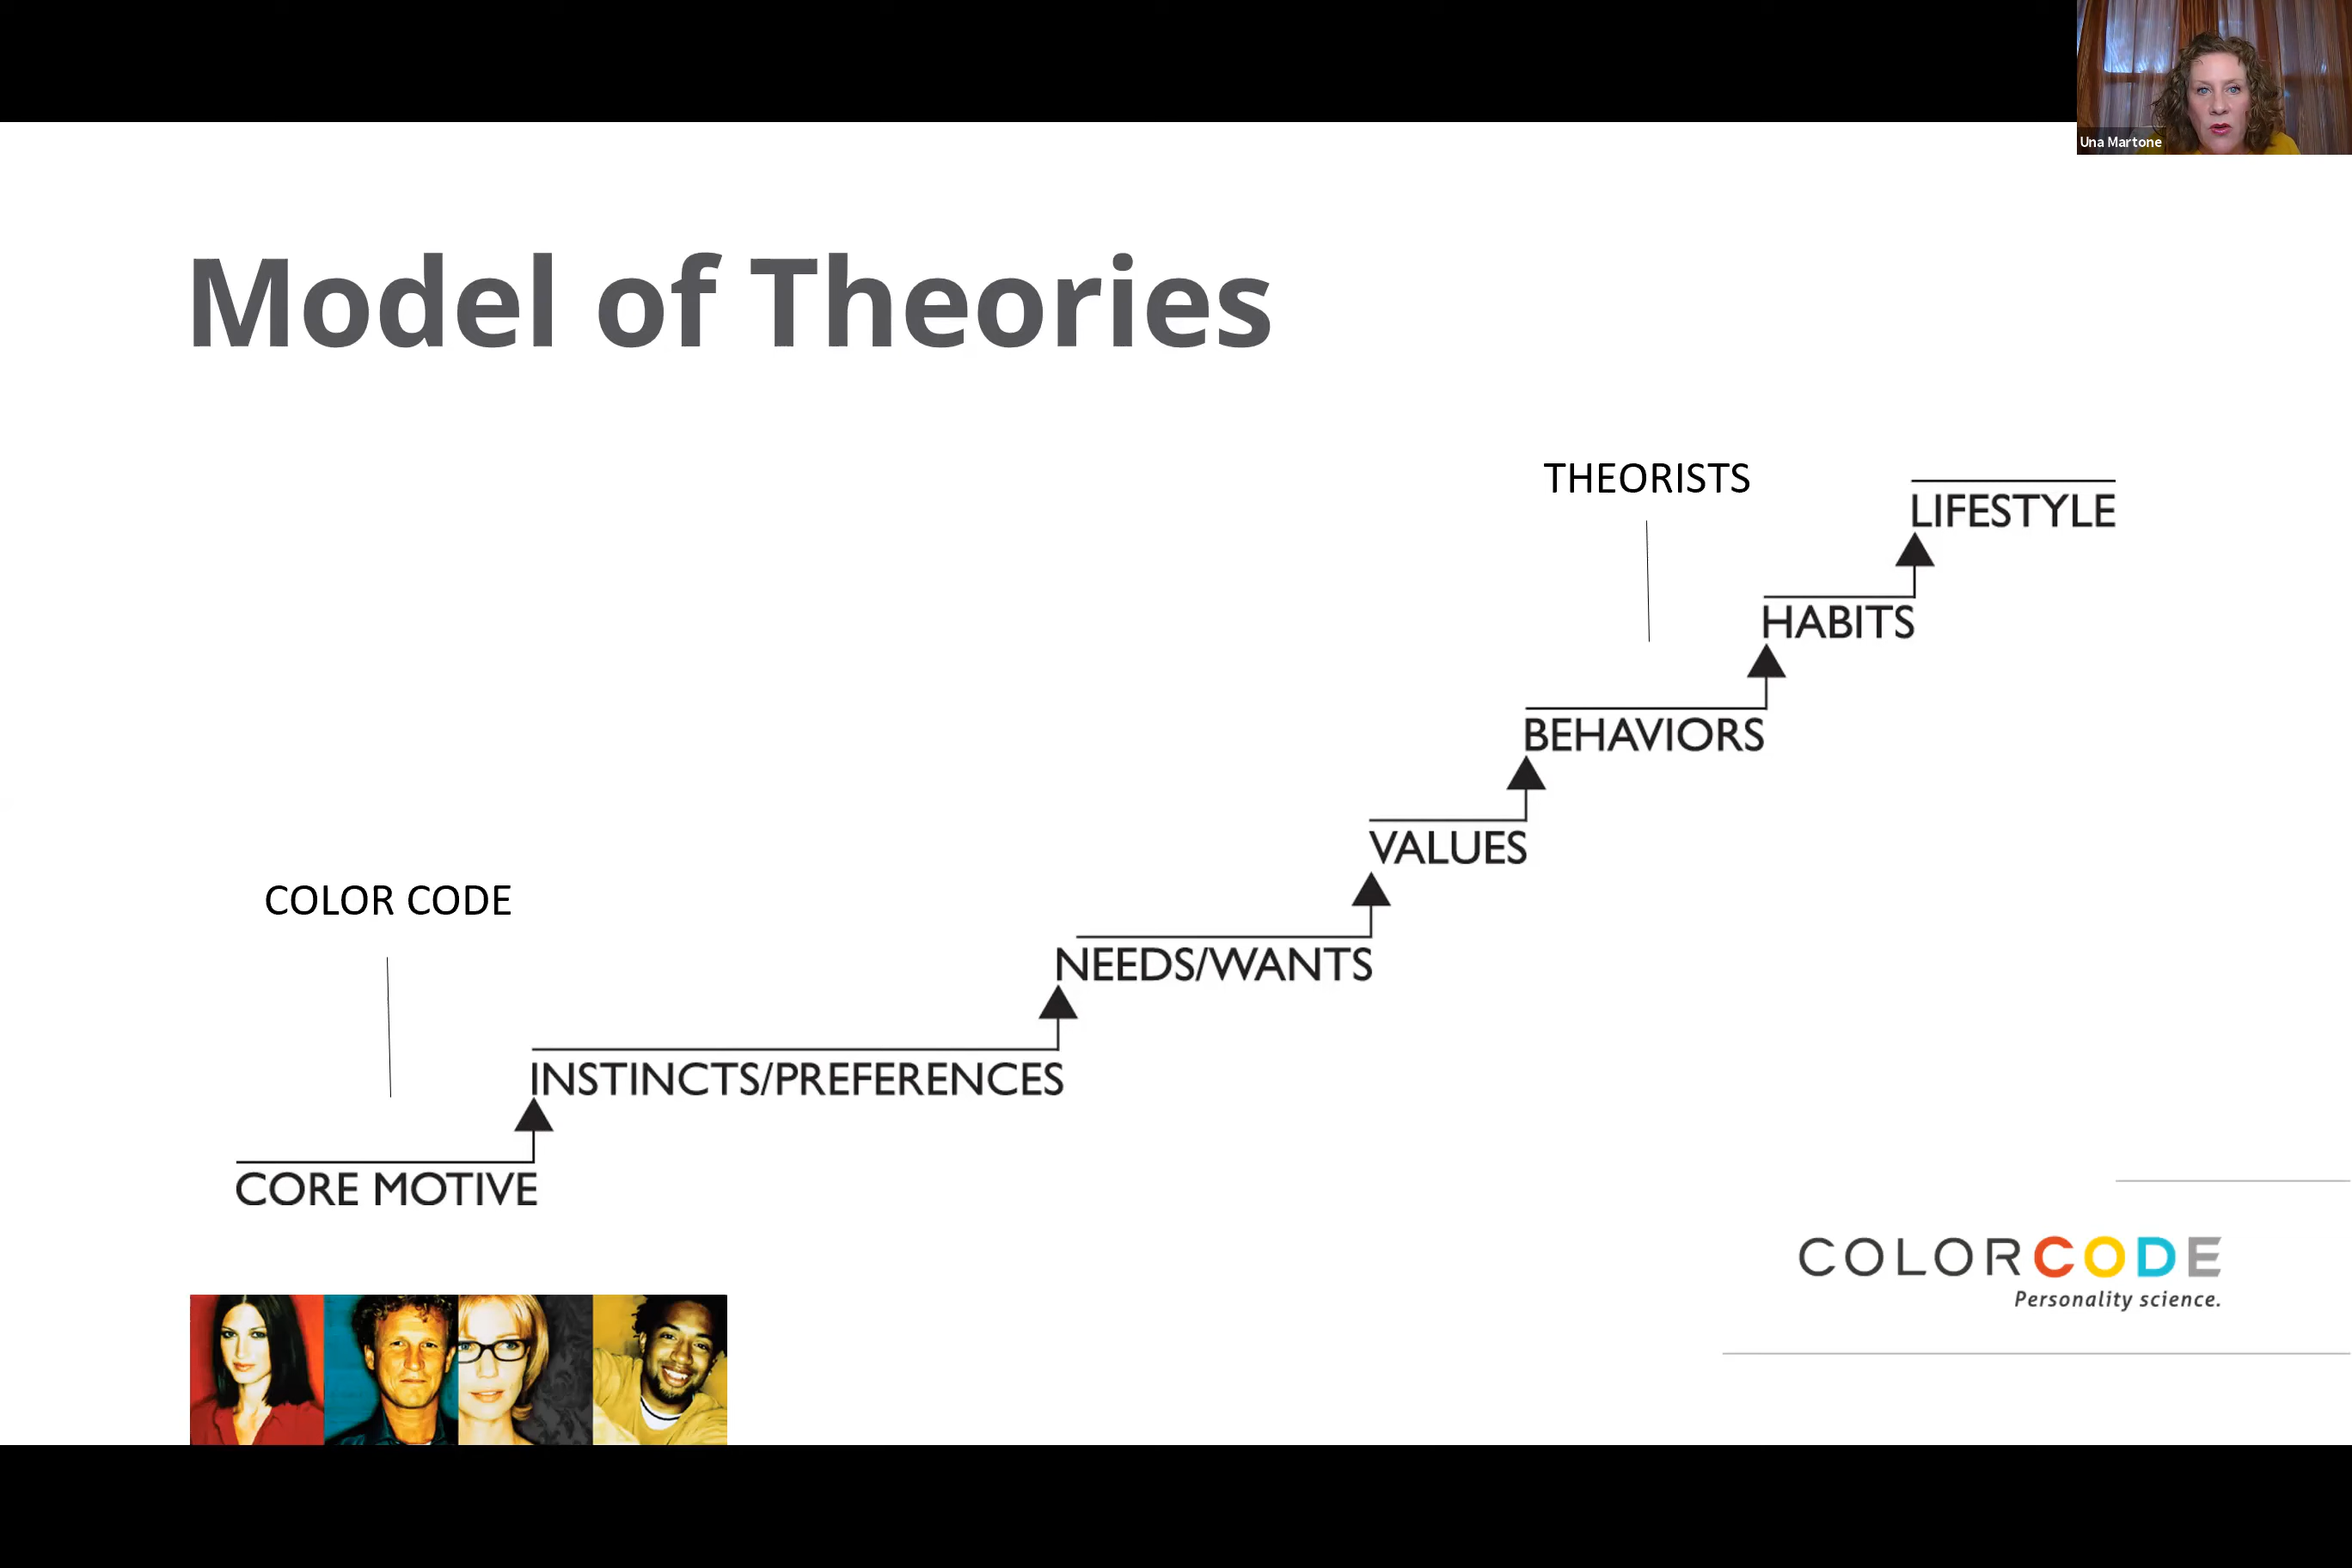 Una Martone
Model of Theories
THEORISTS
LIFESTYLE
HABITS
BEHAVIORS
VALUES
COLOR CODE
NEEDS/WANTS
INSTINCTS/PREFERENCES
CORE MOTIVE
COLORCODE
Personality science.